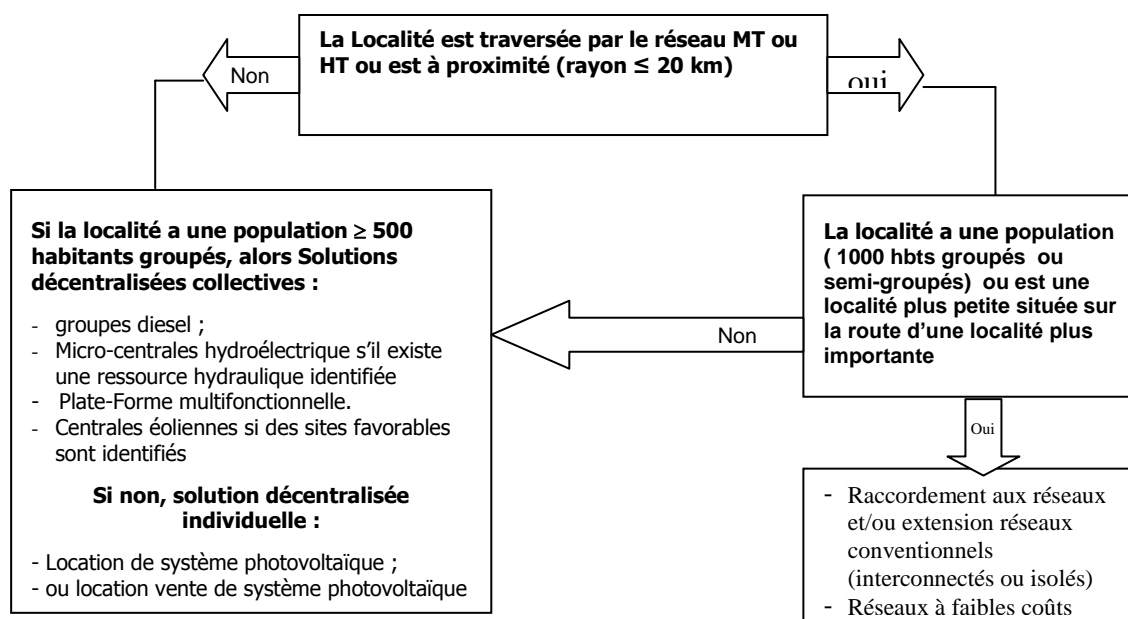 La Localité est traversée par le réseau MT ou
HT ou est à proximité (rayon ≤ 20 km)
Non
oui
Si la localité a une population ≥ 500
habitants groupés, alors Solutions
décentralisées collectives :
- groupes diesel ;
- Micro-centrales hydroélectrique s’il existe
une ressource hydraulique identifiée
- Plate-Forme multifonctionnelle.
- Centrales éoliennes si des sites favorables
sont identifiés
Si non, solution décentralisée
individuelle :
- Location de système photovoltaïque ;
- ou location vente de système photovoltaïque
Non
La localité a une population
( 1000 hbts groupés ou
semi-groupés) ou est une
localité plus petite située sur
la route d’une localité plus
importante
Oui
- Raccordement aux réseaux
et/ou extension réseaux
conventionnels
(interconnectés ou isolés)
- Réseaux à faibles coûts